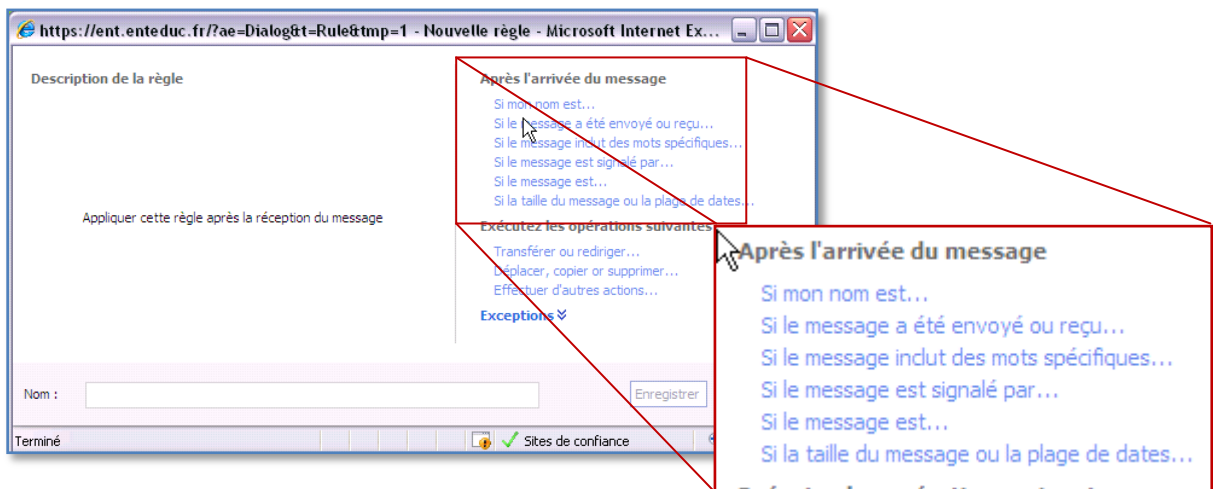 https://ent.enteduc.fr/?ae=Dialog&t=Rule&tmp=1 - Nouvelle règle - Microsoft Internet Ex...
Description de la règle
Appliquer cette règle après la réception du message
Après l'arrivée du message
Si mon nom est...
Si le message a été envoyé ou reçu...
Si le message inclut des mots spécifiques...
Si le message est signalé par...
Si le message est...
Si la taille du message ou la plage de dates...
Exécutez les opérations suivantes
Transférer ou rediriger...
Déplacer, copier or supprimer...
Effectuer d'autres actions...
Exceptions
Nom :
Enregistrer
Terminé
Sites de confiance
Après l'arrivée du message
Si mon nom est...
Si le message a été envoyé ou reçu...
Si le message inclut des mots spécifiques...
Si le message est signalé par...
Si le message est...
Si la taille du message ou la plage de dates...